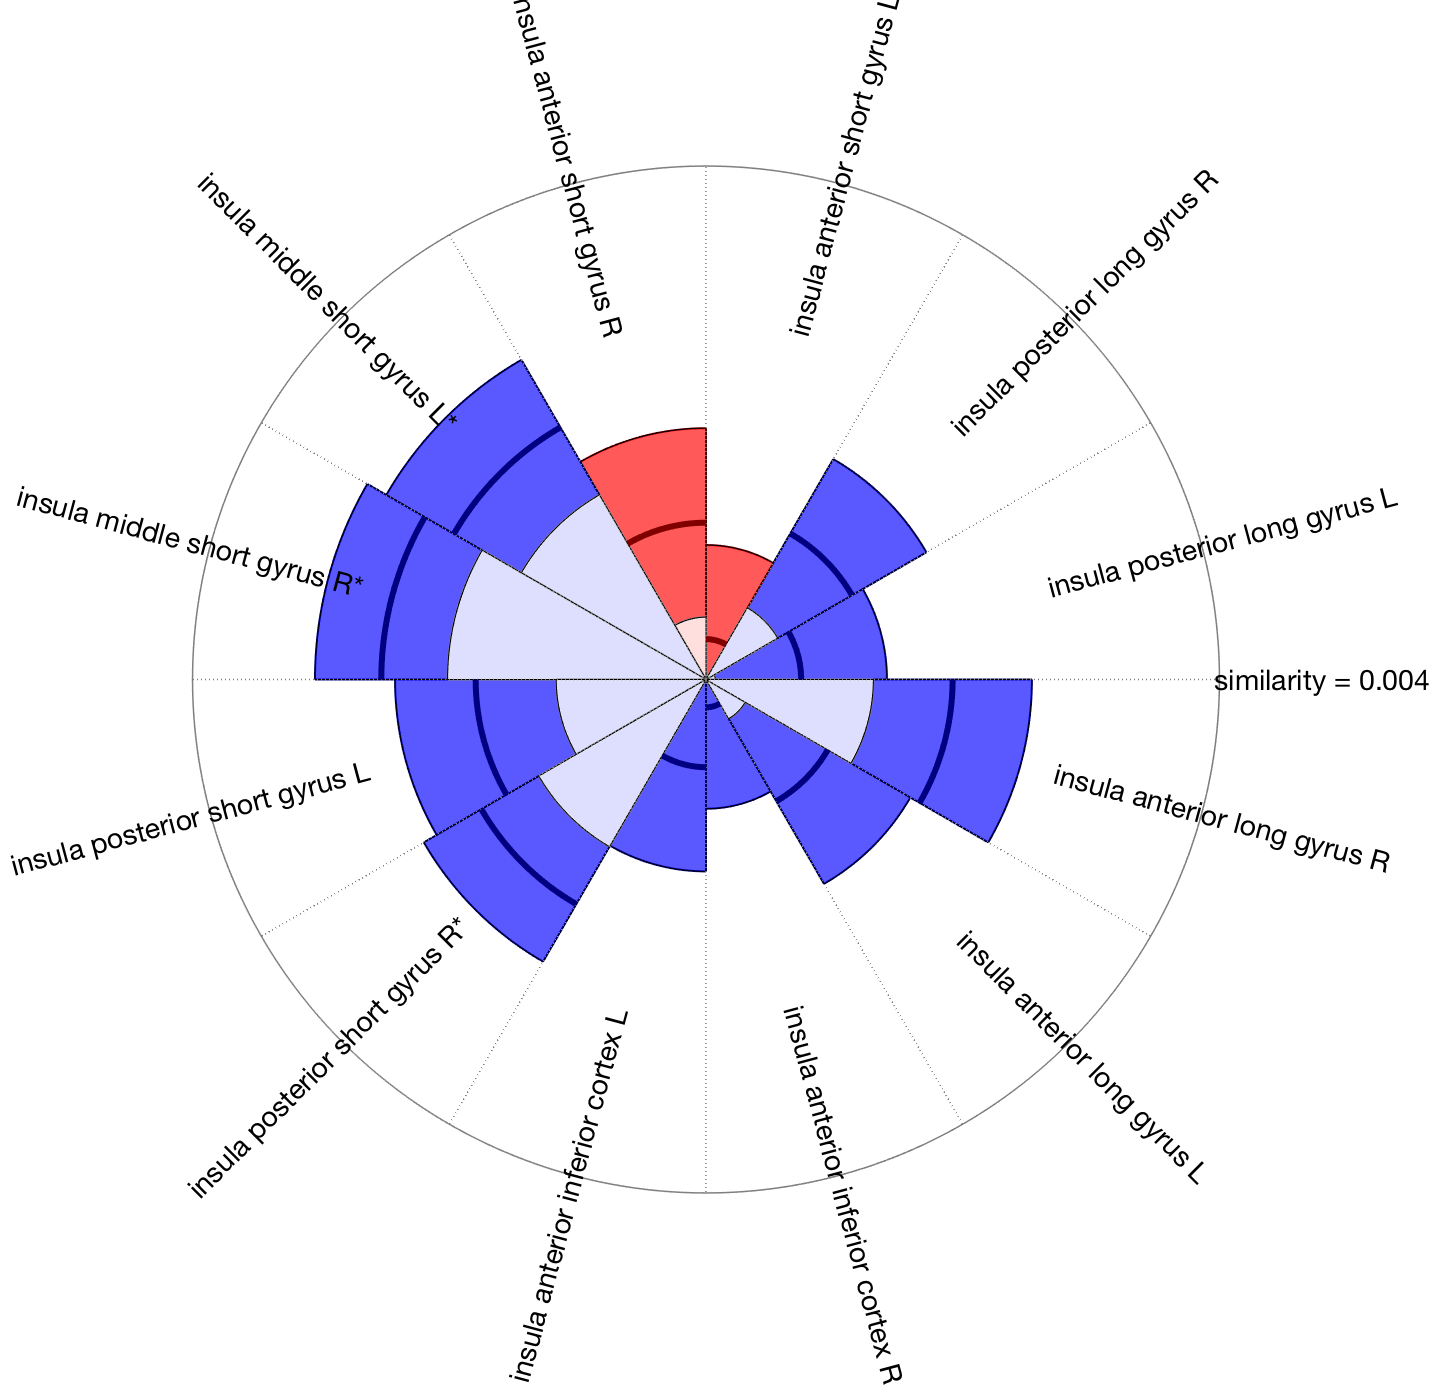 insula anterior short gyrus R
insula anterior short gyrus L
insula posterior long gyrus R
insula posterior long gyrus L
similarity = 0.004
insula anterior long gyrus R
insula anterior long gyrus L
insula anterior inferior cortex R
insula anterior inferior cortex L
insula posterior short gyrus R*
insula posterior short gyrus L
insula middle short gyrus R*
insula middle short gyrus L*